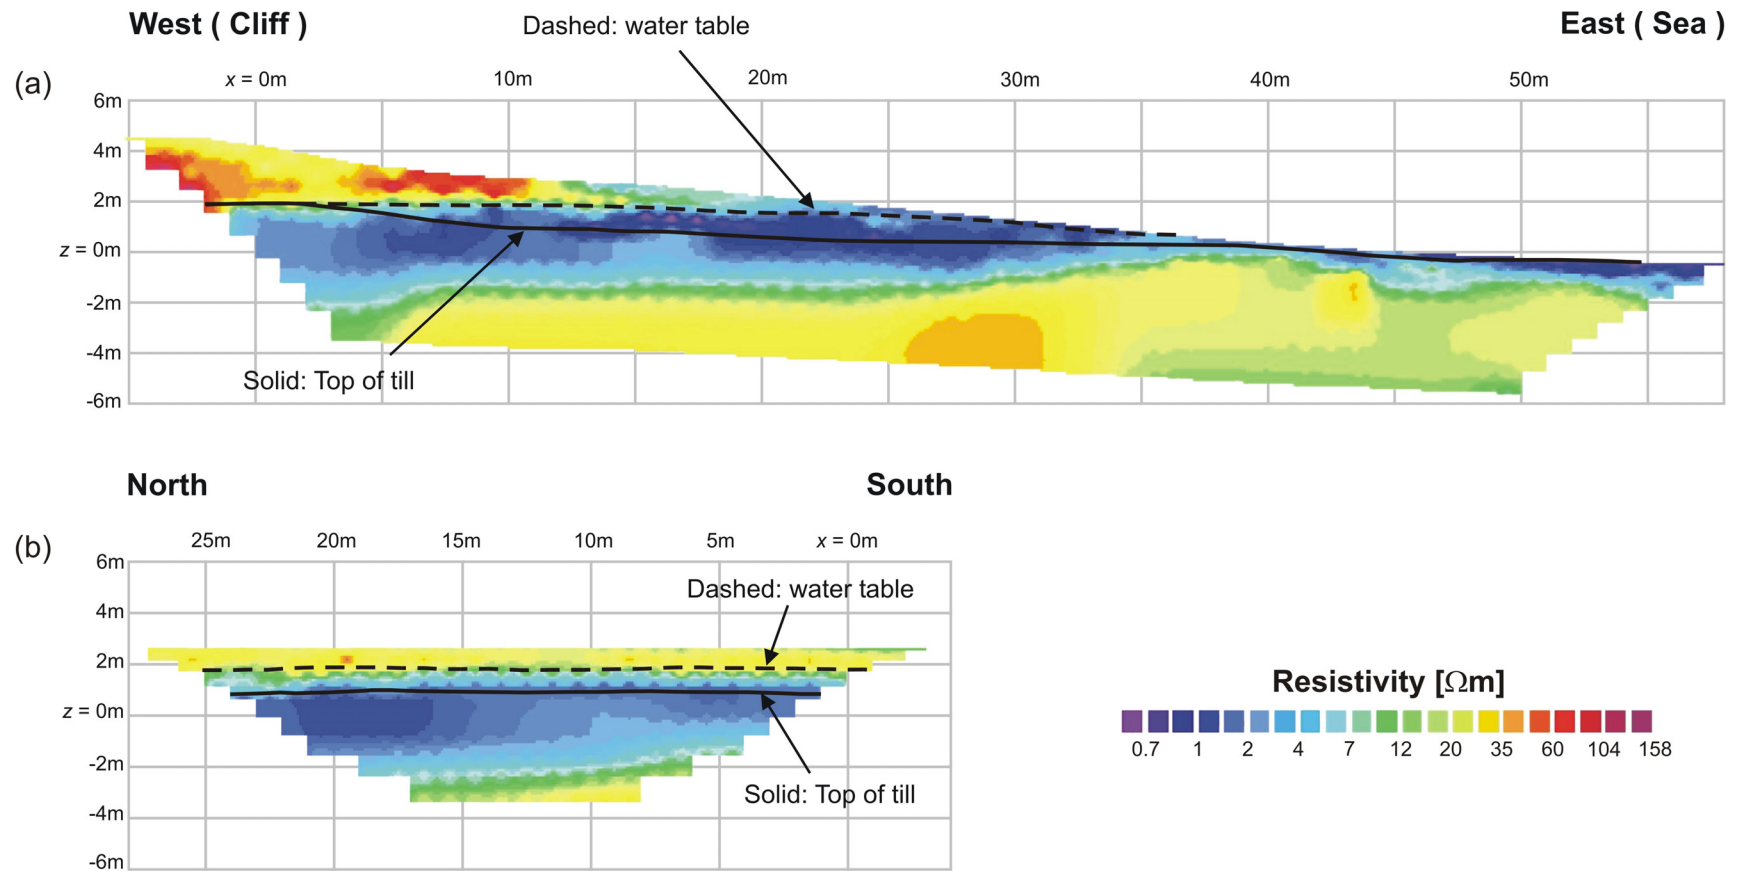 West ( Cliff )
Dashed: water table
East ( Sea )
(a)
x = 0m 10m 20m 30m 40m 50m
6m
4m
2m
z = 0m
-2m
-4m
-6m
Solid: Top of till
North
South
(b)
25m 20m 15m 10m 5m x = 0m
6m
4m
2m
z = 0m
-2m
-4m
-6m
Dashed: water table
Solid: Top of till
Resistivity [Ωm]
0.7 1 2 4 7 12 20 35 60 104 158